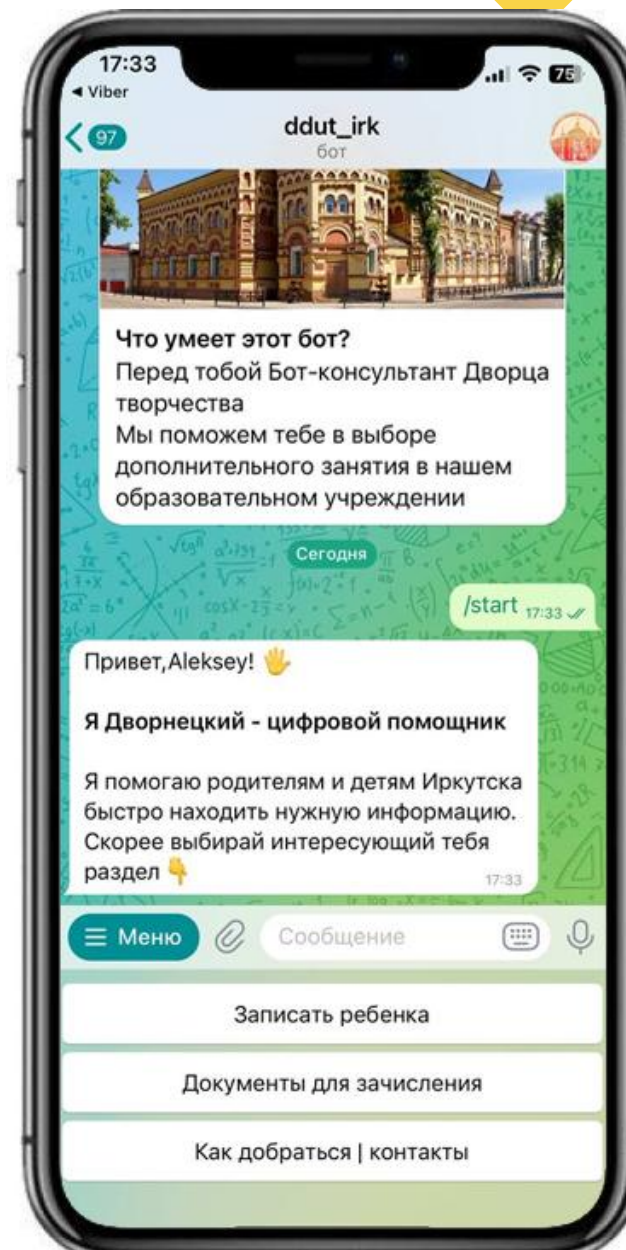 17:33
75
◀ Viber
97
ddut_irk
бот
Что умеет этот бот?
Перед тобой Бот-консультант Дворца
творчества
Мы поможем тебе в выборе
дополнительного занятия в нашем
образовательном учреждении
Сегодня
/start 17:33
Привет,Aleksey! 🖐
Я Дворнецкий - цифровой помощник
Я помогаю родителям и детям Иркутска
быстро находить нужную информацию.
Скорее выбирай интересующий тебя
раздел 👇
17:33
Меню
Сообщение
Записать ребенка
Документы для зачисления
Как добраться | контакты